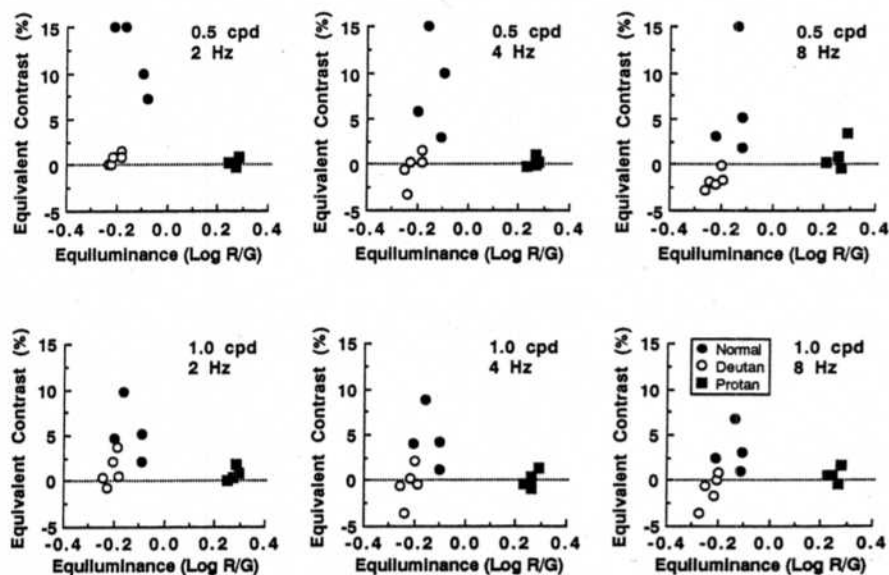 Equivalent Contrast (%)
15
10
5
0
-5
0.5 cpd
2 Hz
-0.4 -0.2 0.0 0.2 0.4
Equiluminance (Log R/G)
Equivalent Contrast (%)
15
10
5
0
-5
0.5 cpd
4 Hz
-0.4 -0.2 0.0 0.2 0.4
Equiluminance (Log R/G)
Equivalent Contrast (%)
15
10
5
0
-5
0.5 cpd
8 Hz
-0.4 -0.2 0.0 0.2 0.4
Equiluminance (Log R/G)
Equivalent Contrast (%)
15
10
5
0
-5
1.0 cpd
2 Hz
-0.4 -0.2 0.0 0.2 0.4
Equiluminance (Log R/G)
Equivalent Contrast (%)
15
10
5
0
-5
1.0 cpd
4 Hz
-0.4 -0.2 0.0 0.2 0.4
Equiluminance (Log R/G)
Equivalent Contrast (%)
15
10
5
0
-5
Normal
Deutan
Protan
1.0 cpd
8 Hz
-0.4 -0.2 0.0 0.2 0.4
Equiluminance (Log R/G)